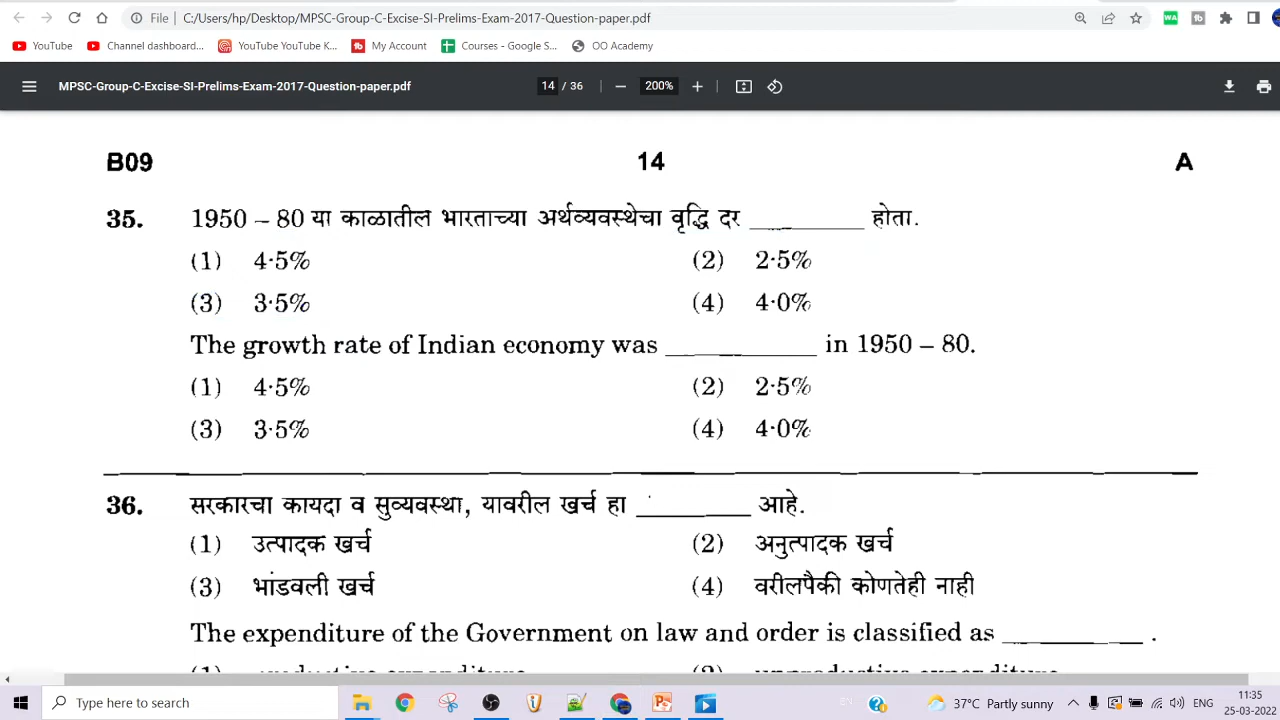 File | C:/Users/hp/Desktop/MPSC-Group-C-Excise-SI-Prelims-Exam-2017-Question-paper.pdf
YouTube Channel dashboard... YouTube YouTube K... My Account Courses - Google S... OO Academy
MPSC-Group-C-Excise-SI-Prelims-Exam-2017-Question-paper.pdf 14 / 36 200%
B09 14 A
35. 1950 – 80 या काळातील भारताच्या अर्थव्यवस्थेचा वृद्धि दर ________ होता.
(1) 4·5% (2) 2·5%
(3) 3·5% (4) 4·0%
The growth rate of Indian economy was ________ in 1950 – 80.
(1) 4·5% (2) 2·5%
(3) 3·5% (4) 4·0%
36. सरकारचा कायदा व सुव्यवस्था, यावरील खर्च हा ________ आहे.
(1) उत्पादक खर्च (2) अनुत्पादक खर्च
(3) भांडवली खर्च (4) वरीलपैकी कोणतेही नाही
The expenditure of the Government on law and order is classified as ________ .
(1) productive expenditure (2) unproductive expenditure
Type here to search 37°C Partly sunny ENG 11:35
25-03-2022